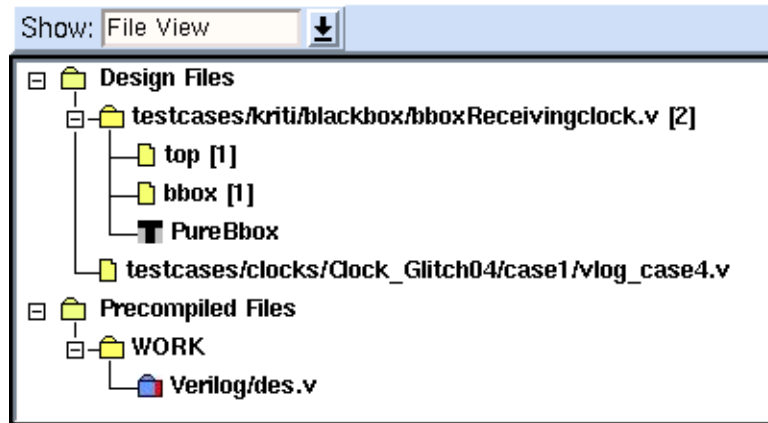 Show: File View
Design Files
testcases/kriti/blackbox/bboxReceivingclock.v [2]
top [1]
bbox [1]
PureBbox
testcases/clocks/Clock_Glitch04/case1/vlog_case4.v
Precompiled Files
WORK
Verilog/des.v